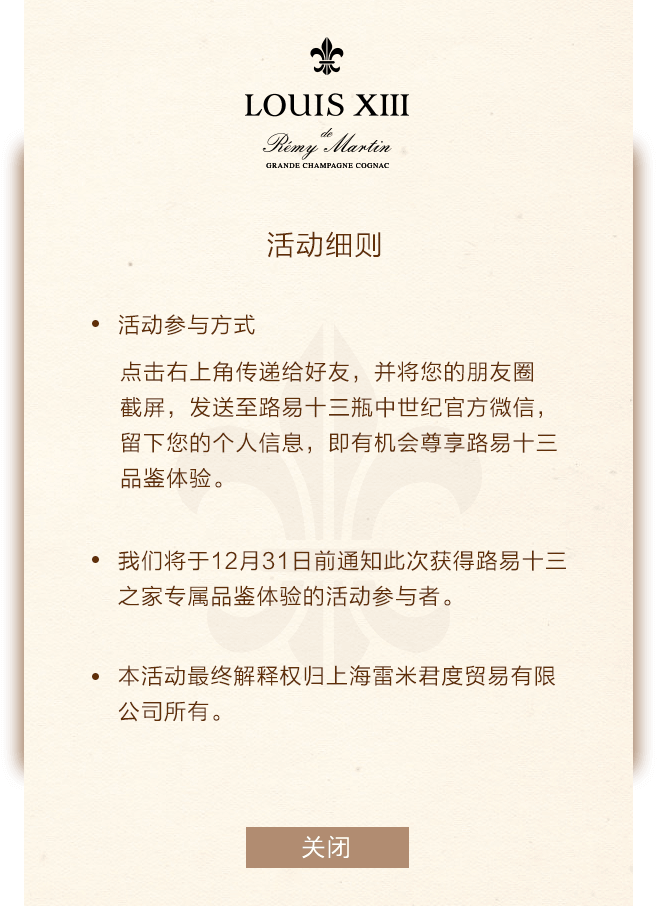 LOUIS XIII
de
Rémy Martin
GRANDE CHAMPAGNE COGNAC
活动细则
• 活动参与方式
点击右上角传递给好友，并将您的朋友圈
截屏，发送至路易十三瓶中世纪官方微信，
留下您的个人信息，即有机会尊享路易十三
品鉴体验。
• 我们将于12月31日前通知此次获得路易十三
之家专属品鉴体验的活动参与者。
• 本活动最终解释权归上海雷米君度贸易有限
公司所有。
关闭